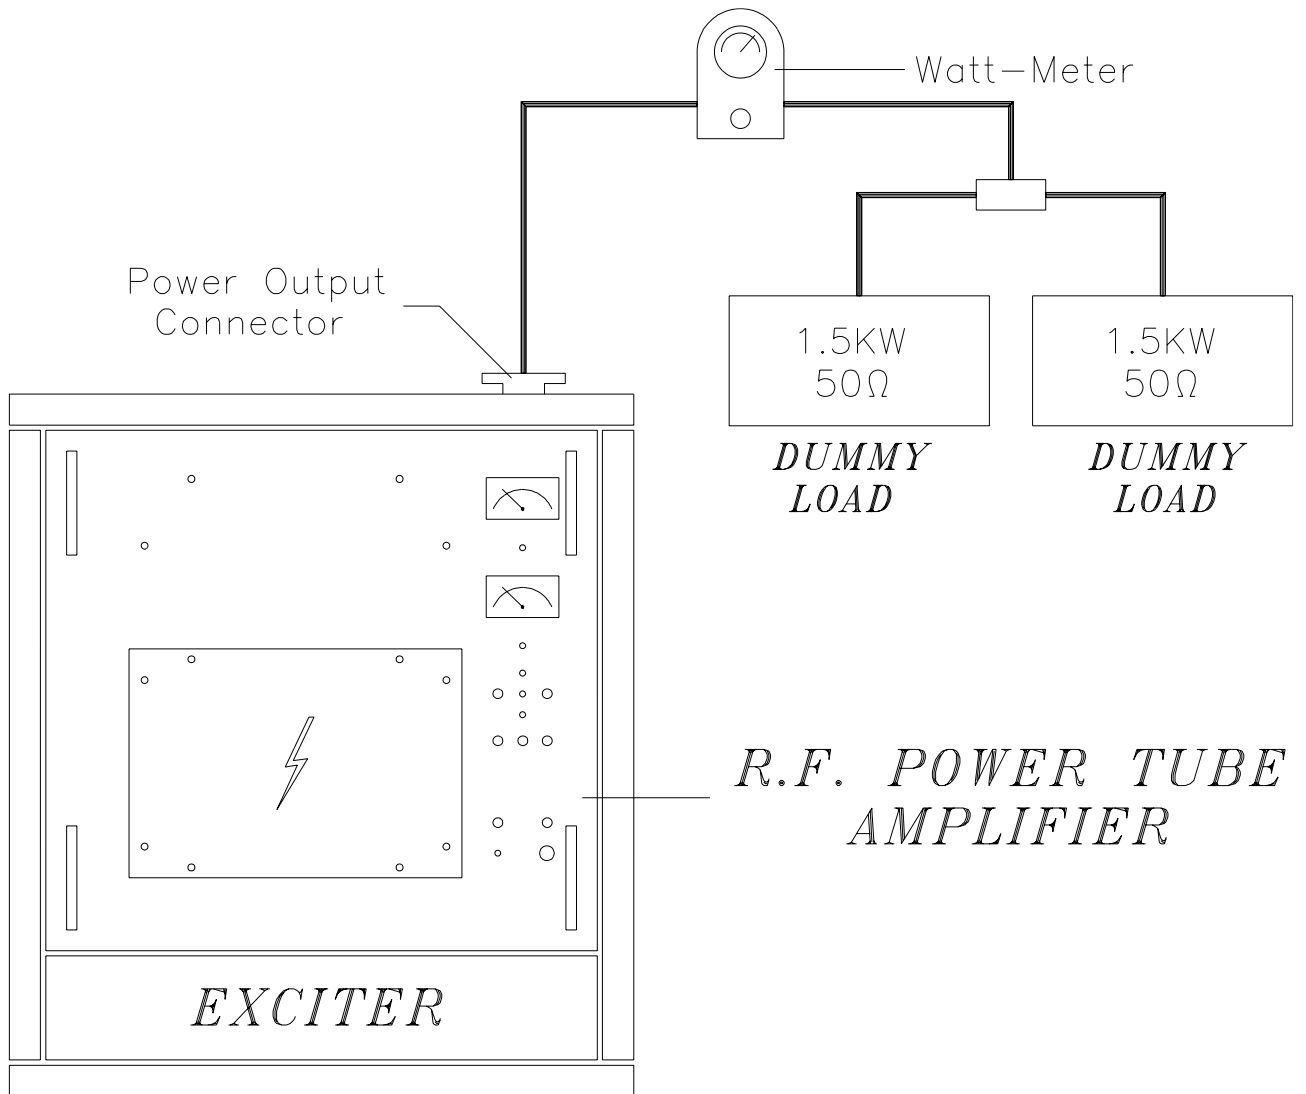 Watt-Meter
Power Output
Connector
1.5KW
50Ω
1.5KW
50Ω
DUMMY
LOAD
DUMMY
LOAD
R.F. POWER TUBE
AMPLIFIER
EXCITER